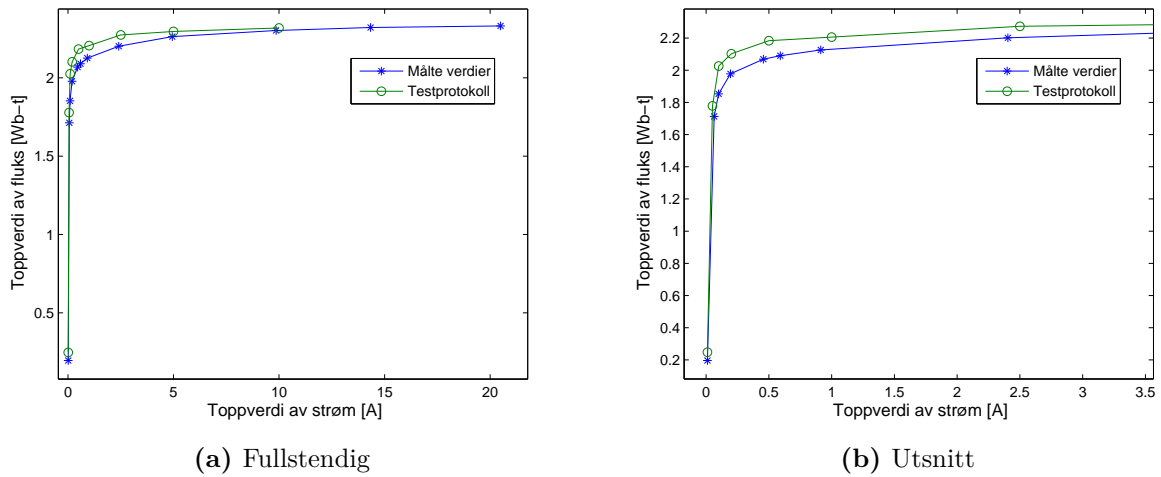 Toppverdi av fluks [Wb−t]
2
1.5
1
0.5
Målte verdier
Testprotokoll
0
5
10
15
20
Toppverdi av strøm [A]
(a) Fullstendig
Toppverdi av fluks [Wb−t]
2.2
2
1.8
1.6
1.4
1.2
1
0.8
0.6
0.4
0.2
Målte verdier
Testprotokoll
0
0.5
1
1.5
2
2.5
3
3.5
Toppverdi av strøm [A]
(b) Utsnitt